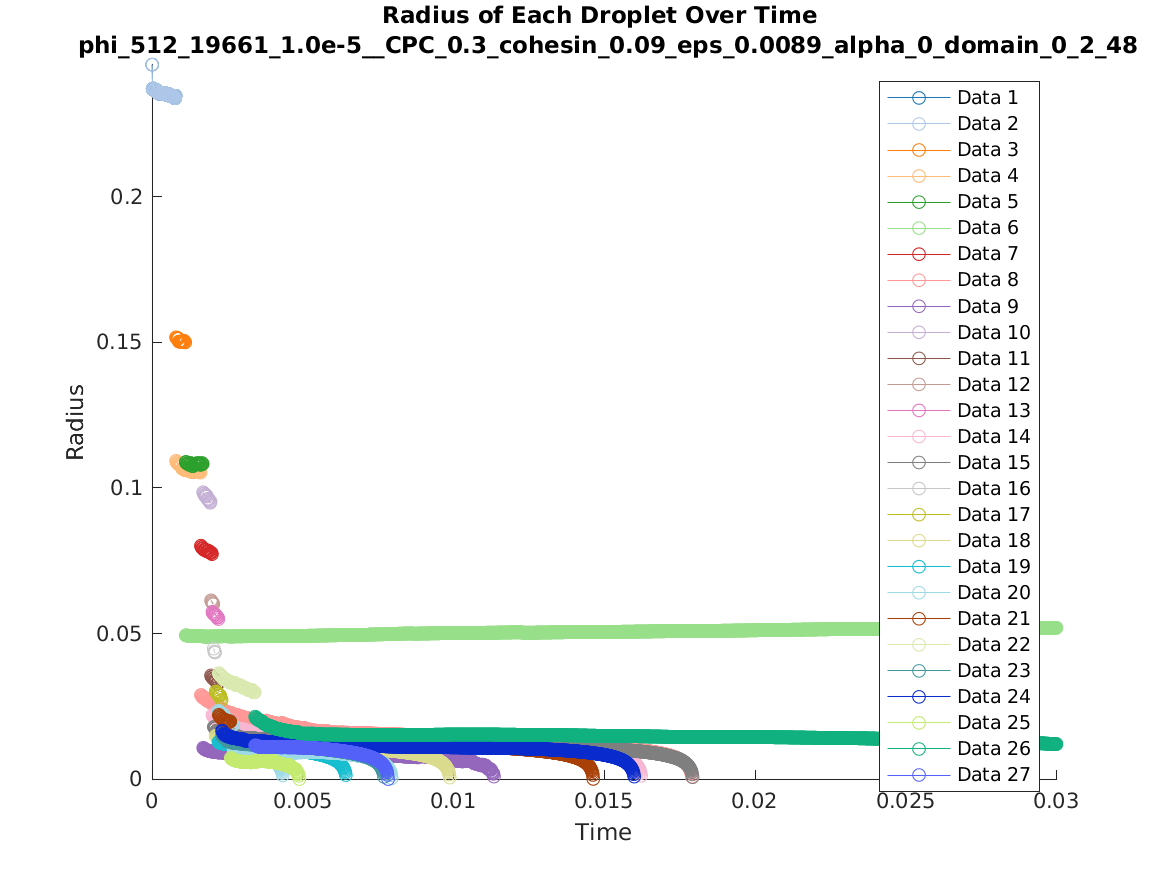 Radius of Each Droplet Over Time
phi_512_19661_1.0e-5__CPC_0.3_cohesin_0.09_eps_0.0089_alpha_0_domain_0_2_48
Radius
0.2
0.15
0.1
0.05
0
0
0.005
0.01
0.015
0.02
0.025
0.03
Time
Data 1
Data 2
Data 3
Data 4
Data 5
Data 6
Data 7
Data 8
Data 9
Data 10
Data 11
Data 12
Data 13
Data 14
Data 15
Data 16
Data 17
Data 18
Data 19
Data 20
Data 21
Data 22
Data 23
Data 24
Data 25
Data 26
Data 27